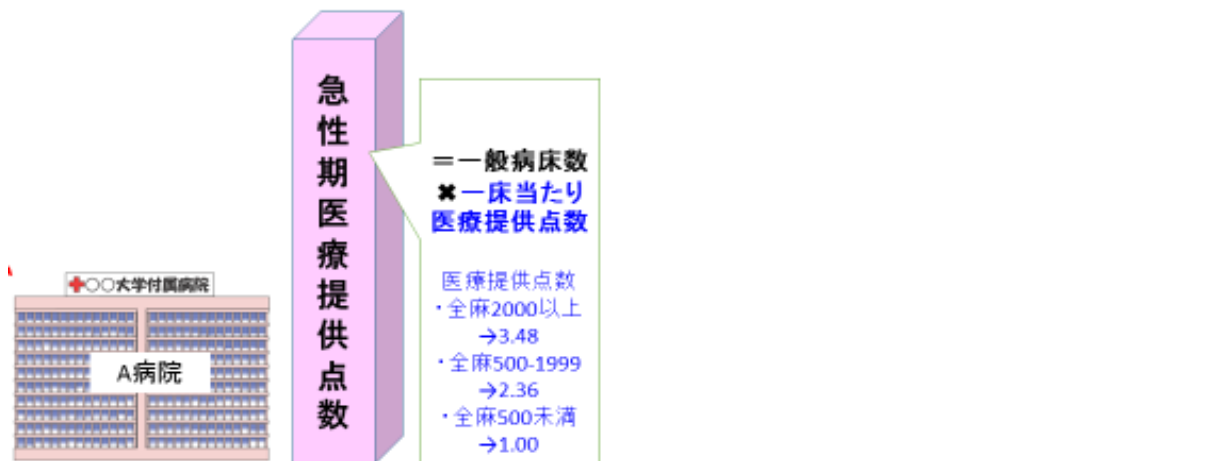 急性期医療提供点数
＝一般病床数
✖一床当たり
医療提供点数
医療提供点数
・全麻2000以上
→3.48
・全麻500-1999
→2.36
・全麻500未満
→1.00
○○大学付属病院
A病院